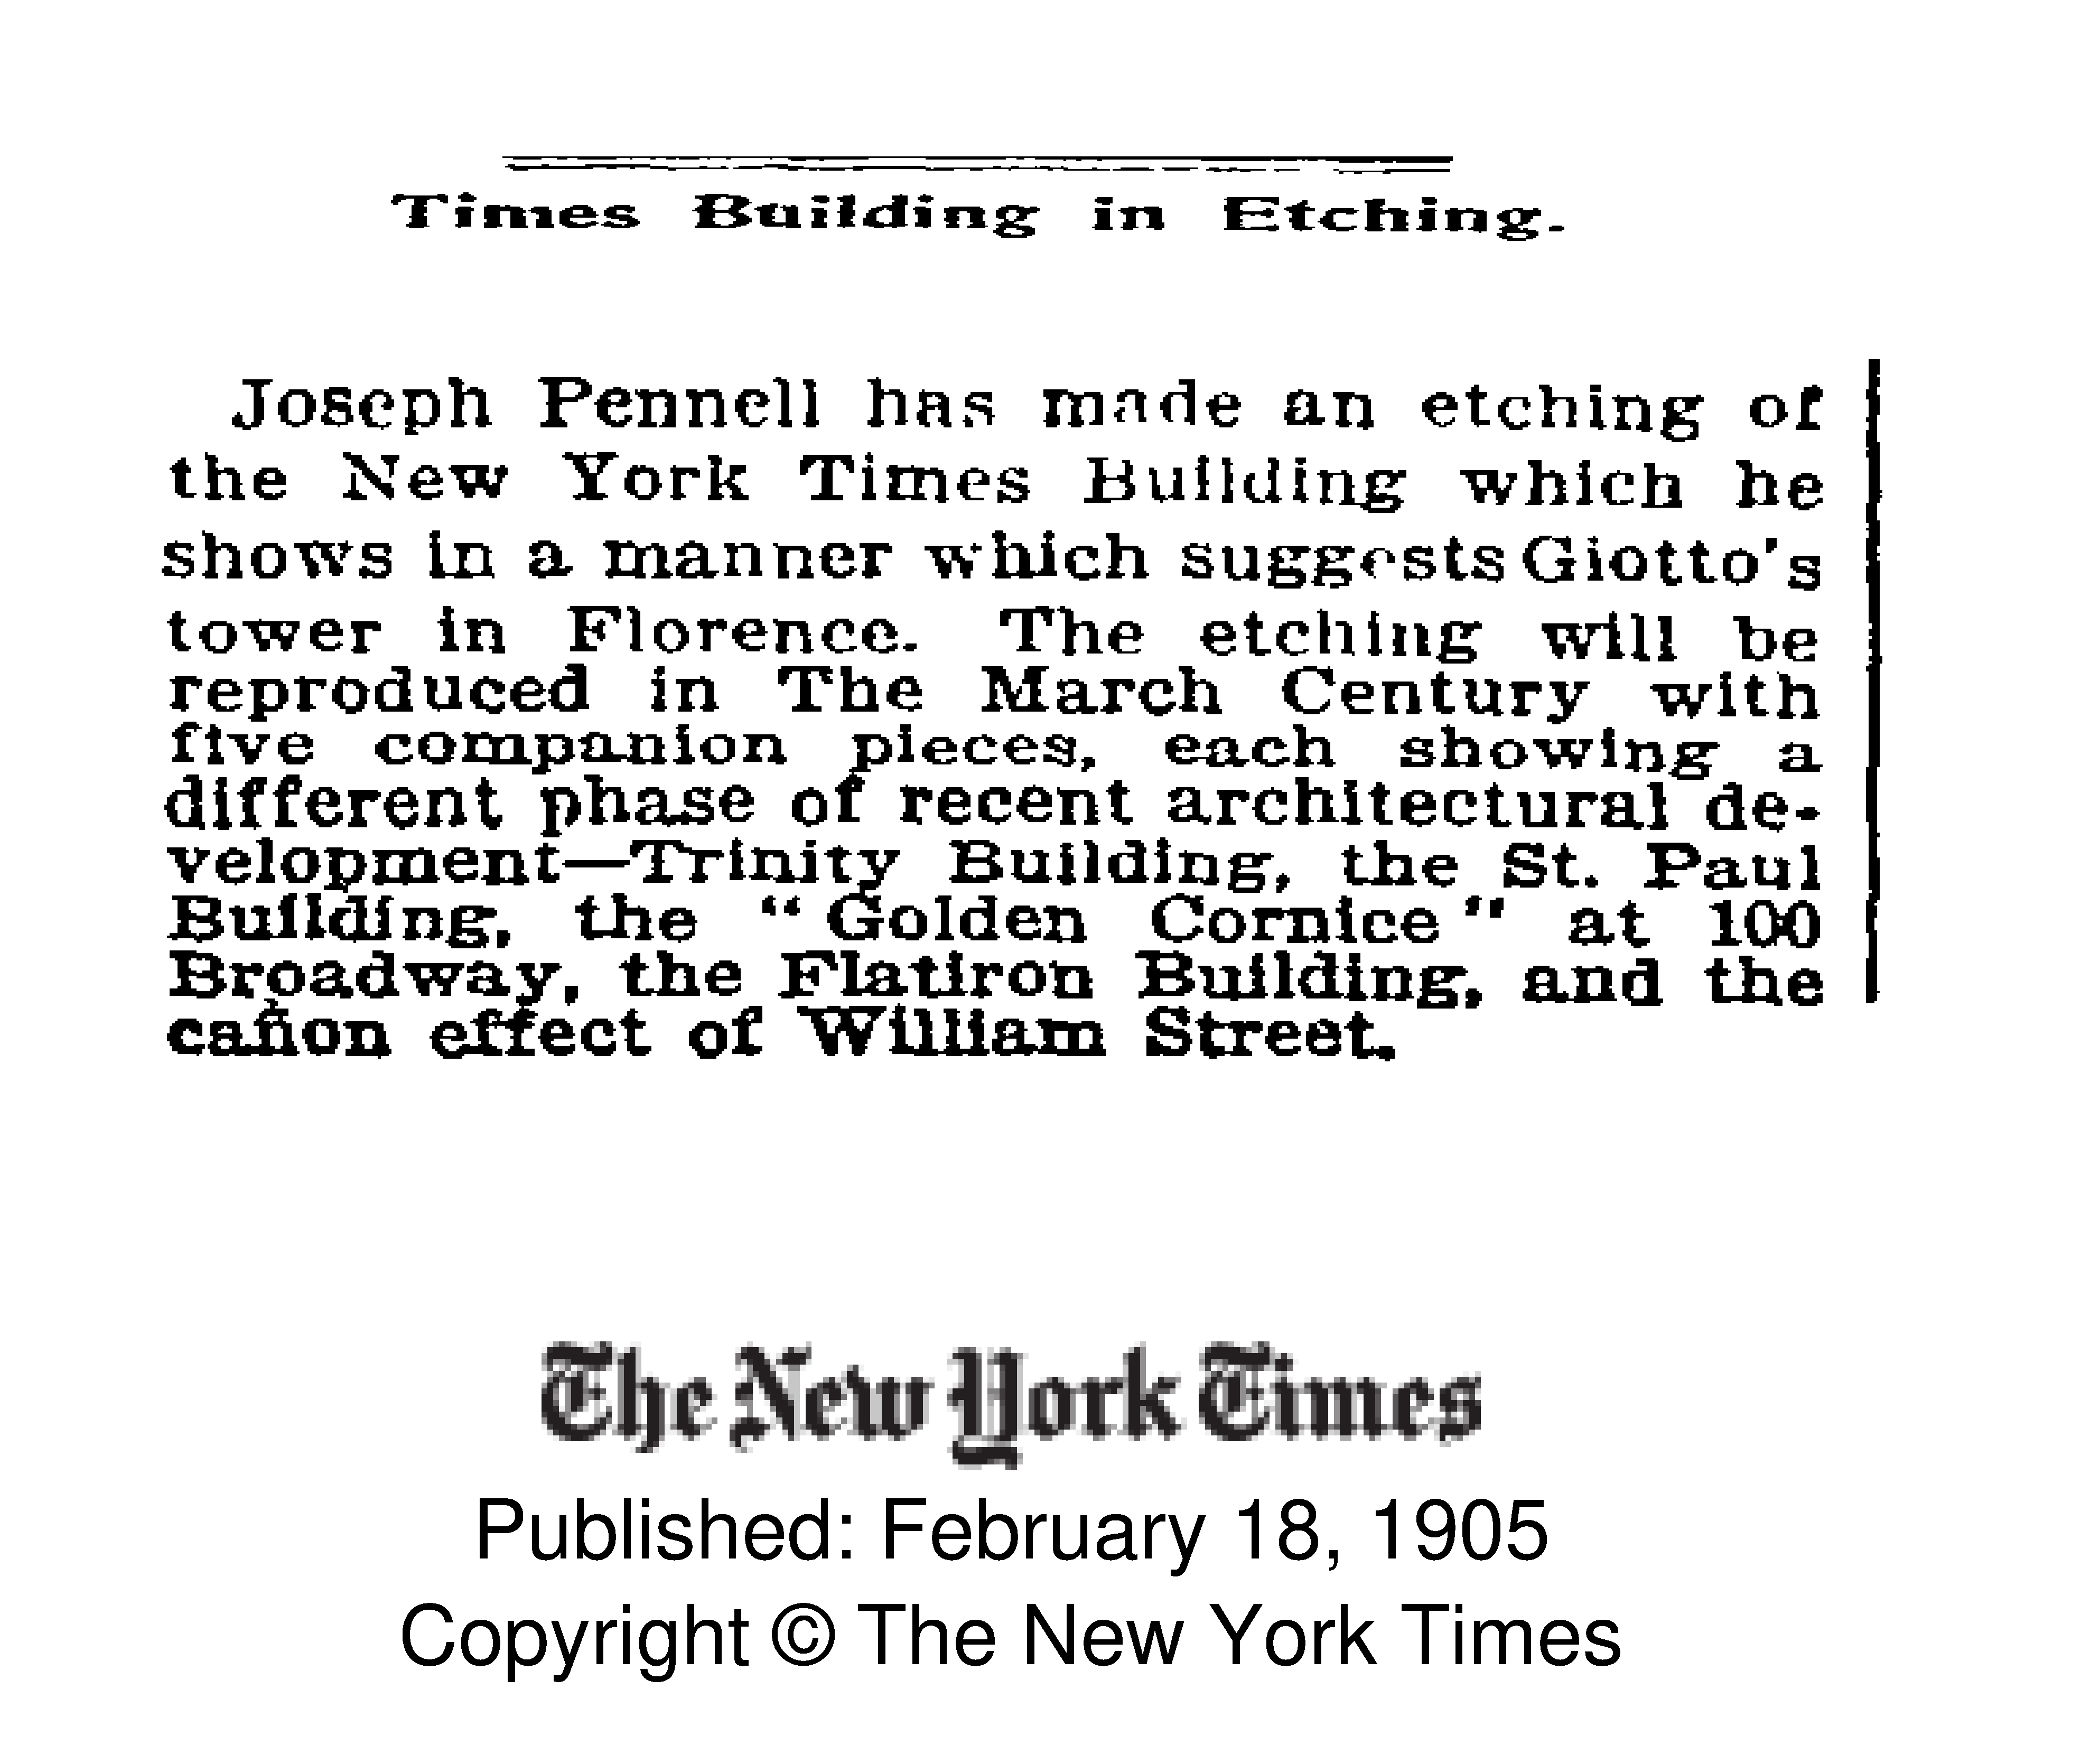 Times Building in Etching.
Joseph Pennell has made an etching of
the New York Times Building which he
shows in a manner which suggests Giotto's
tower in Florence. The etching will be
reproduced in The March Century with
five companion pieces, each showing a
different phase of recent architectural de-
velopment—Trinity Building, the St. Paul
Building, the “Golden Cornice” at 100
Broadway, the Flatiron Building, and the
cañon effect of William Street.
The New York Times
Published: February 18, 1905
Copyright © The New York Times